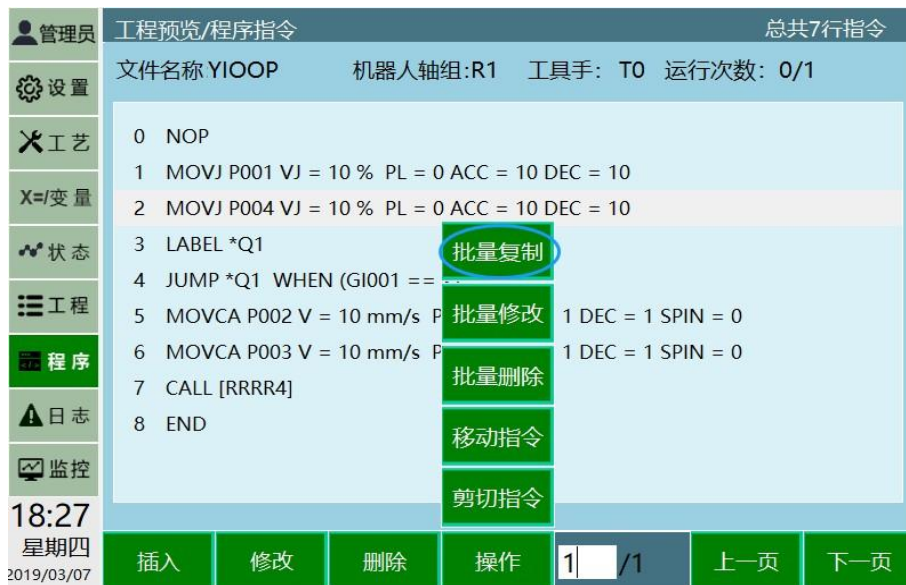 管理员
设置
工艺
X=/变量
状态
工程
程序
日志
监控
18:27
星期四
2019/03/07
工程预览/程序指令 总共7行指令
文件名称:YIOOP 机器人轴组:R1 工具手: T0 运行次数: 0/1
0 NOP
1 MOVJ P001 VJ = 10 % PL = 0 ACC = 10 DEC = 10
2 MOVJ P004 VJ = 10 % PL = 0 ACC = 10 DEC = 10
3 LABEL *Q1
4 JUMP *Q1 WHEN (GI001 ==
5 MOVCA P002 V = 10 mm/s P 1 DEC = 1 SPIN = 0
6 MOVCA P003 V = 10 mm/s P 1 DEC = 1 SPIN = 0
7 CALL [RRRR4]
8 END
批量复制
批量修改
批量删除
移动指令
剪切指令
插入 修改 删除 操作 1 /1 上一页 下一页